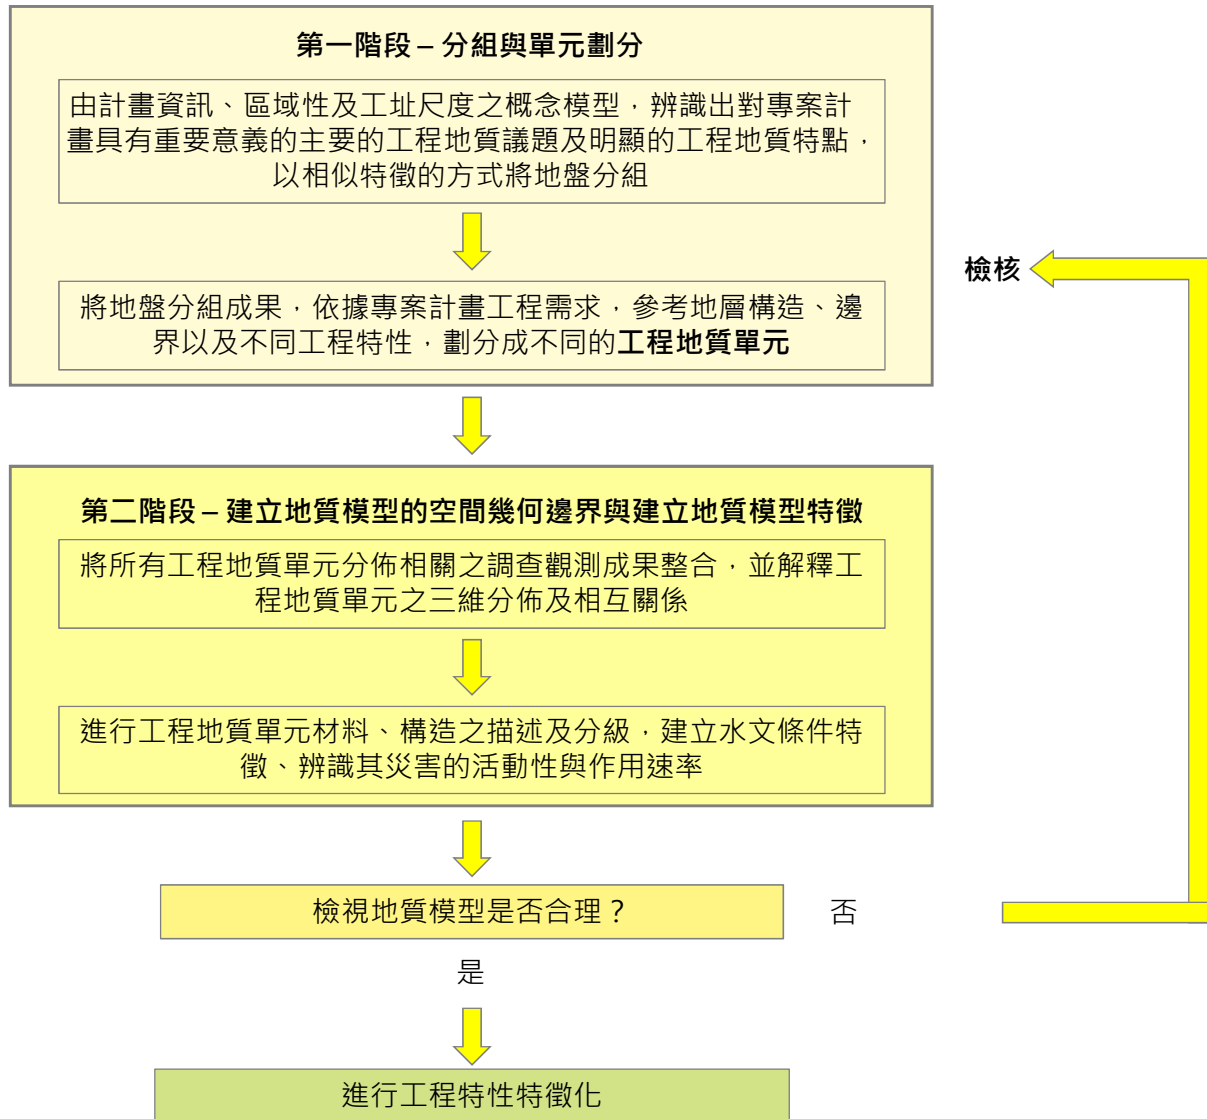 第一階段 – 分組與單元劃分
由計畫資訊、區域性及工址尺度之概念模型，辨識出對專案計
畫具有重要意義的主要的工程地質議題及明顯的工程地質特點，
以相似特徵的方式將地盤分組
檢核
將地盤分組成果，依據專案計畫工程需求，參考地層構造、邊
界以及不同工程特性，劃分成不同的工程地質單元
第二階段 – 建立地質模型的空間幾何邊界與建立地質模型特徵
將所有工程地質單元分佈相關之調查觀測成果整合，並解釋工
程地質單元之三維分佈及相互關係
進行工程地質單元材料、構造之描述及分級，建立水文條件特
徵、辨識其災害的活動性與作用速率
檢視地質模型是否合理？
否
是
進行工程特性特徵化